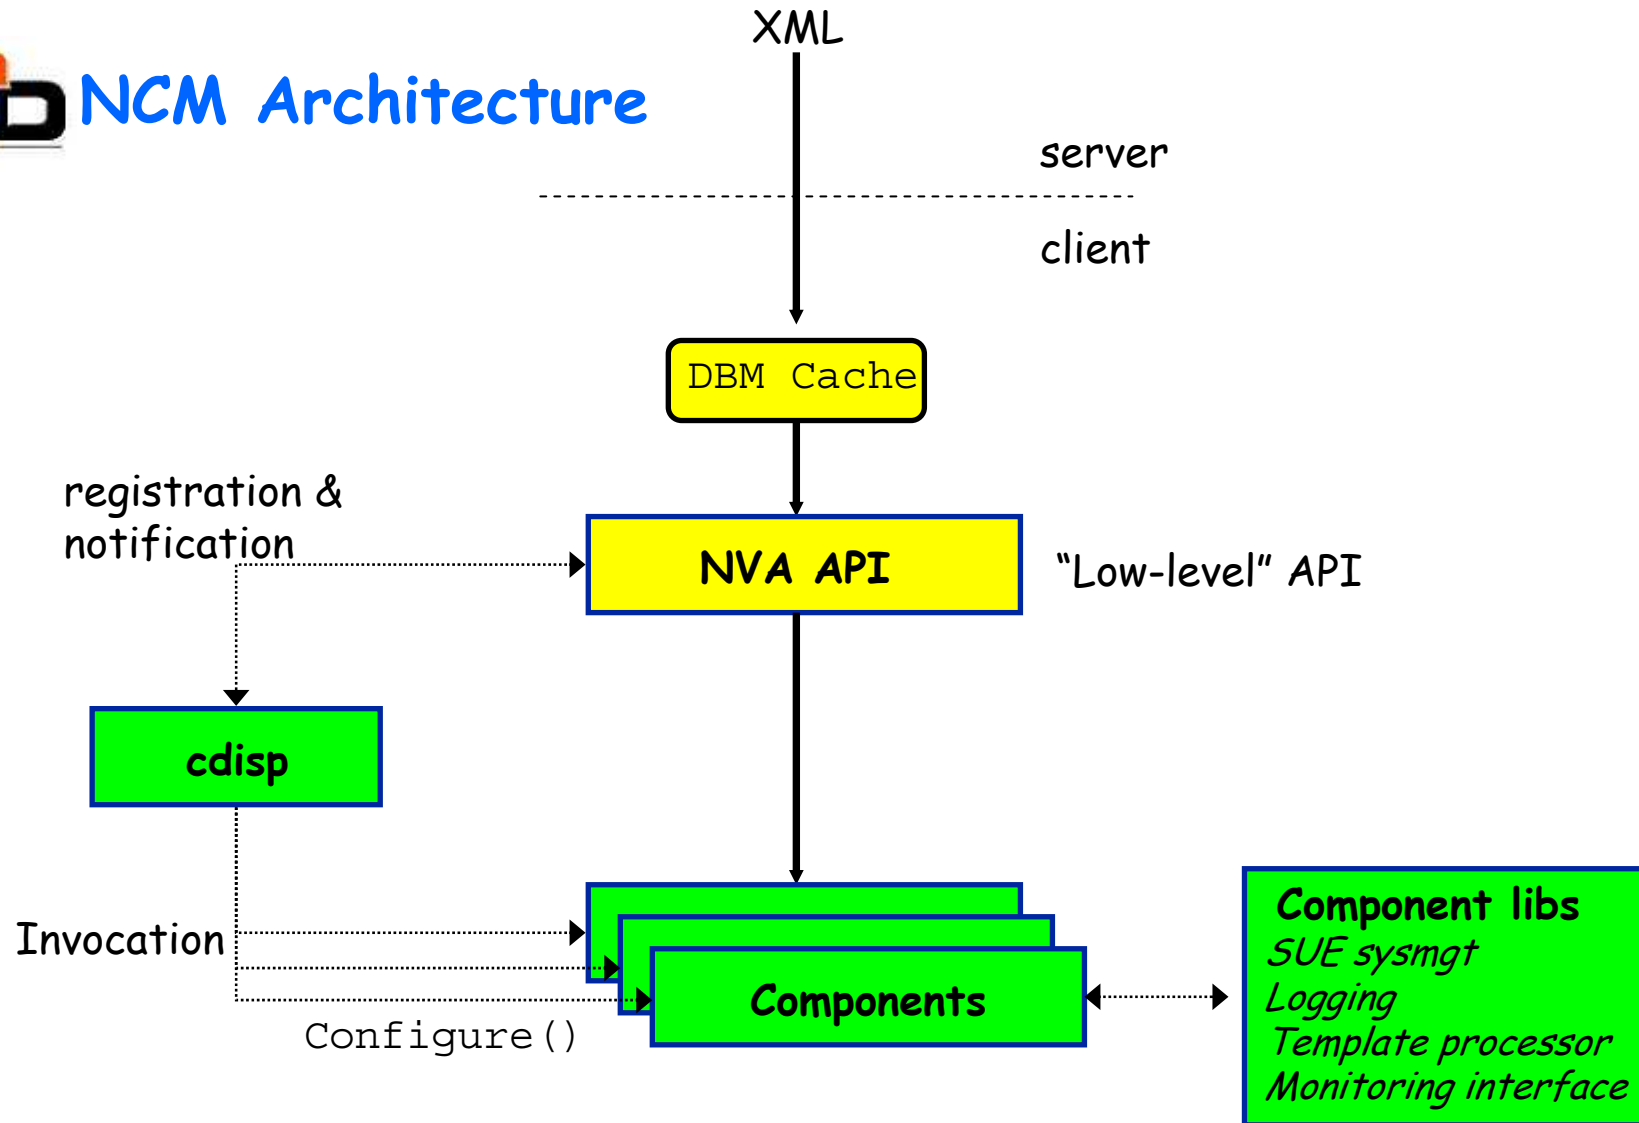 XML
NCM Architecture
server
client
DBM Cache
registration &
notification
NVA API
“Low-level” API
cdisp
Invocation
Configure()
Components
Component libs
SUE sysmgt
Logging
Template processor
Monitoring interface